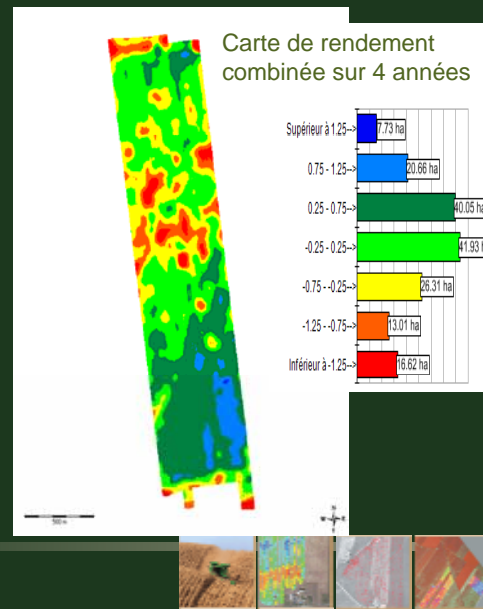 Carte de rendement
combinée sur 4 années
Supérieur à 1.25--> 7.73 ha
0.75 - 1.25--> 20.66 ha
0.25 - 0.75--> 40.05 ha
-0.25 - 0.25--> 41.93 ha
-0.75 - -0.25--> 26.31 ha
-1.25 - -0.75--> 13.01 ha
Inférieur à -1.25--> 16.62 ha
500 m